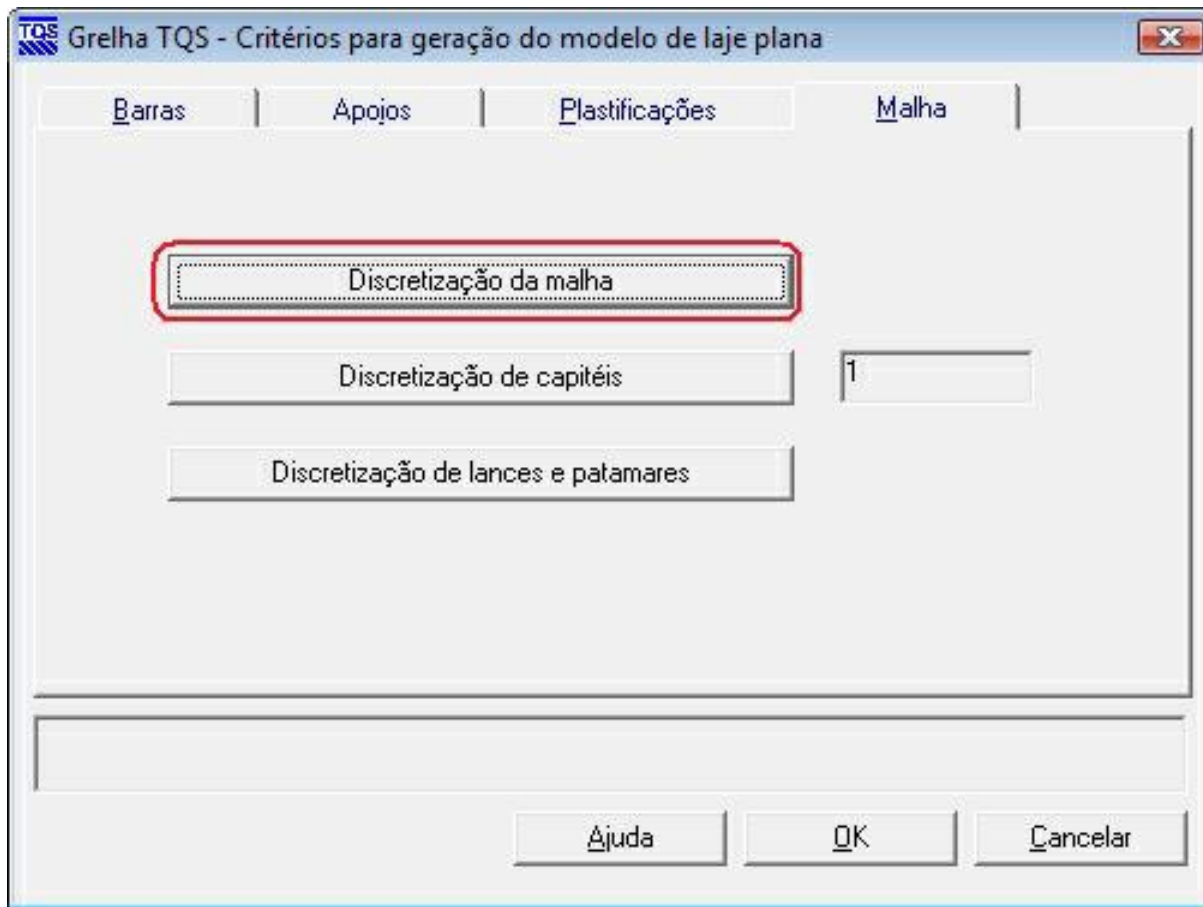 TQS Grelha TQS - Critérios para geração do modelo de laje plana
Barras Apoios Plastificações Malha
Discretização da malha
Discretização de capitéis 1
Discretização de lances e patamares
Ajuda OK Cancelar